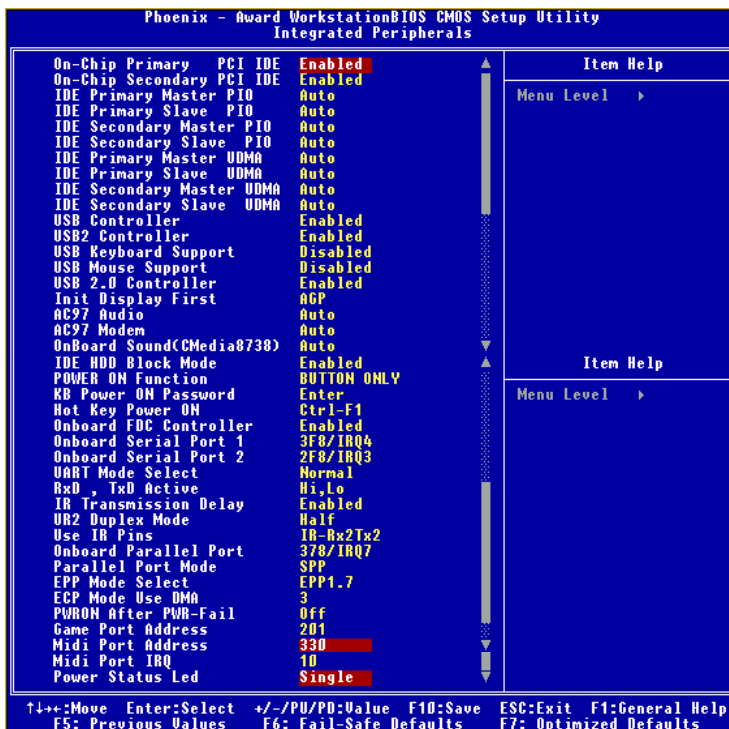 Phoenix - Award WorkstationBIOS CMOS Setup Utility
Integrated Peripherals
On-Chip Primary PCI IDE Enabled
Item Help
On-Chip Secondary PCI IDE Enabled
IDE Primary Master PIO Auto
Menu Level ▸
IDE Primary Slave PIO Auto
IDE Secondary Master PIO Auto
IDE Secondary Slave PIO Auto
IDE Primary Master UDMA Auto
IDE Primary Slave UDMA Auto
IDE Secondary Master UDMA Auto
IDE Secondary Slave UDMA Auto
USB Controller Enabled
USB2 Controller Enabled
USB Keyboard Support Disabled
USB Mouse Support Disabled
USB 2.0 Controller Enabled
Init Display First AGP
AC97 Audio Auto
AC97 Modem Auto
OnBoard Sound(CMedia8738) Auto
IDE HDD Block Mode Enabled
Item Help
POWER ON Function BUTTON ONLY
KB Power ON Password Enter
Menu Level ▸
Hot Key Power ON Ctrl-F1
Onboard FDC Controller Enabled
Onboard Serial Port 1 3F8/IRQ4
Onboard Serial Port 2 2F8/IRQ3
UART Mode Select Normal
RxD , TxD Active Hi,Lo
IR Transmission Delay Enabled
UR2 Duplex Mode Half
Use IR Pins IR-Rx2Tx2
Onboard Parallel Port 378/IRQ7
Parallel Port Mode SPP
EPP Mode Select EPP1.7
ECP Mode Use DMA 3
PWRON After PWR-Fail Off
Game Port Address 201
Midi Port Address 330
Midi Port IRQ 10
Power Status Led Single
↑↓→←:Move Enter:Select +/-/PU/PD:Value F10:Save ESC:Exit F1:General Help
F5: Previous Values F6: Fail-Safe Defaults F7: Optimized Defaults